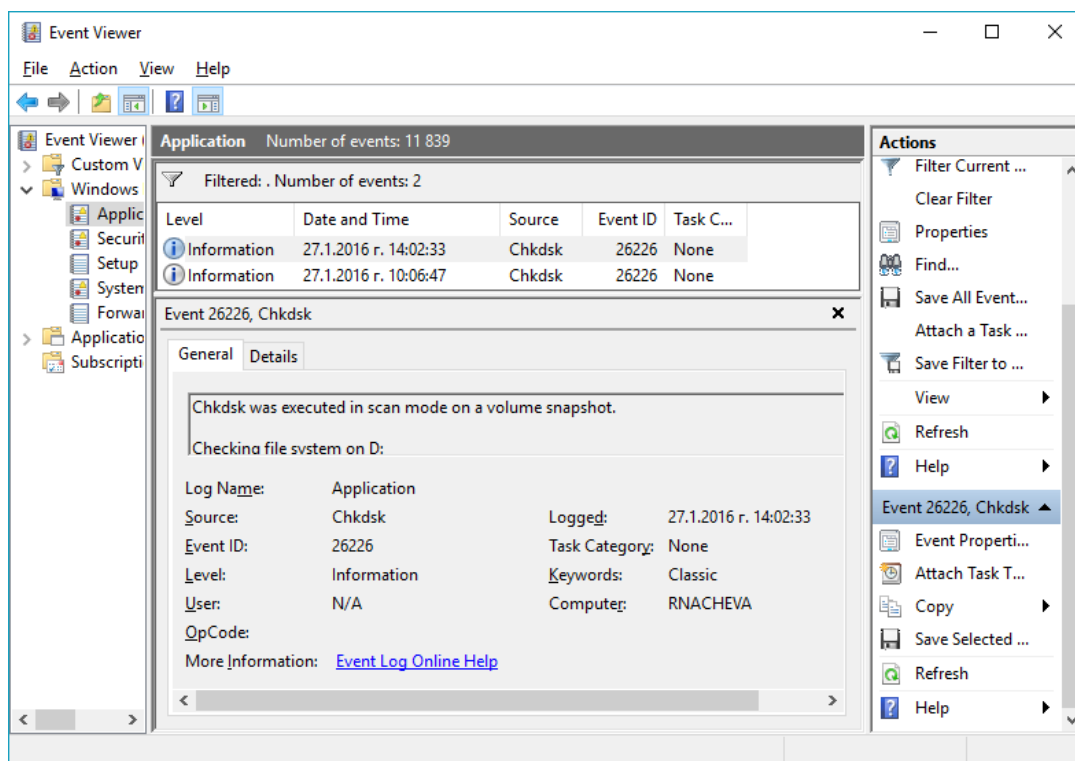 Event Viewer
File Action View Help
Event Viewer (
Custom V
Windows
Applic
Securit
Setup
System
Forwar
Applicatio
Subscripti
Application Number of events: 11 839
Filtered: . Number of events: 2
Level Date and Time Source Event ID Task C...
Information 27.1.2016 г. 14:02:33 Chkdsk 26226 None
Information 27.1.2016 г. 10:06:47 Chkdsk 26226 None
Event 26226, Chkdsk
General Details
Chkdsk was executed in scan mode on a volume snapshot.
Checking file system on D:
Log Name: Application
Source: Chkdsk Logged: 27.1.2016 г. 14:02:33
Event ID: 26226 Task Category: None
Level: Information Keywords: Classic
User: N/A Computer: RNACHEVA
OpCode:
More Information: Event Log Online Help
Actions
Filter Current ...
Clear Filter
Properties
Find...
Save All Event...
Attach a Task ...
Save Filter to ...
View
Refresh
Help
Event 26226, Chkdsk
Event Properti...
Attach Task T...
Copy
Save Selected ...
Refresh
Help